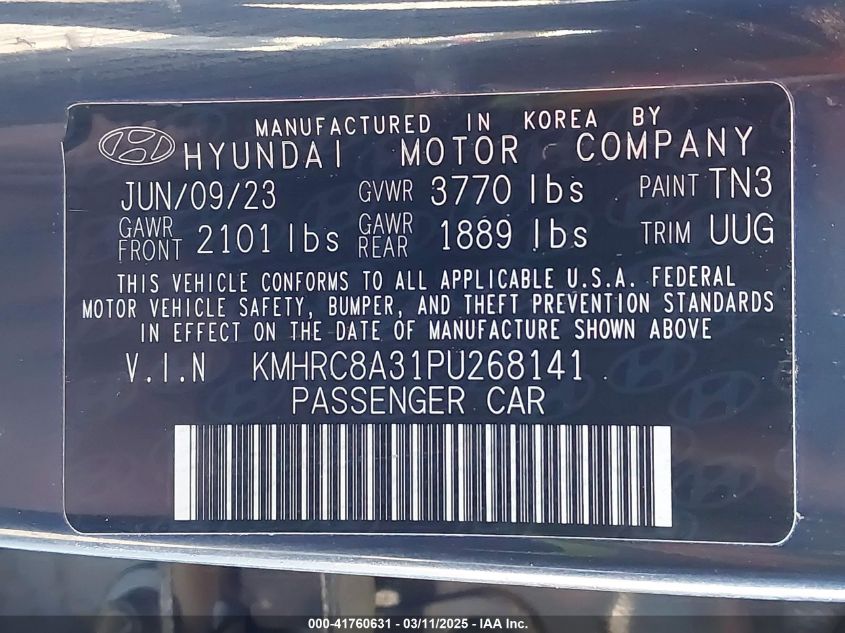 MANUFACTURED IN KOREA BY
HYUNDAI MOTOR COMPANY
JUN/09/23 GVWR 3770 lbs PAINT TN3
GAWR FRONT 2101 lbs GAWR REAR 1889 lbs TRIM UUG
THIS VEHICLE CONFORMS TO ALL APPLICABLE U.S.A. FEDERAL
MOTOR VEHICLE SAFETY, BUMPER, AND THEFT PREVENTION STANDARDS
IN EFFECT ON THE DATE OF MANUFACTURE SHOWN ABOVE
V.I.N KMHRC8A31PU268141
PASSENGER CAR
000-41760631 - 03/11/2025 - IAA Inc.